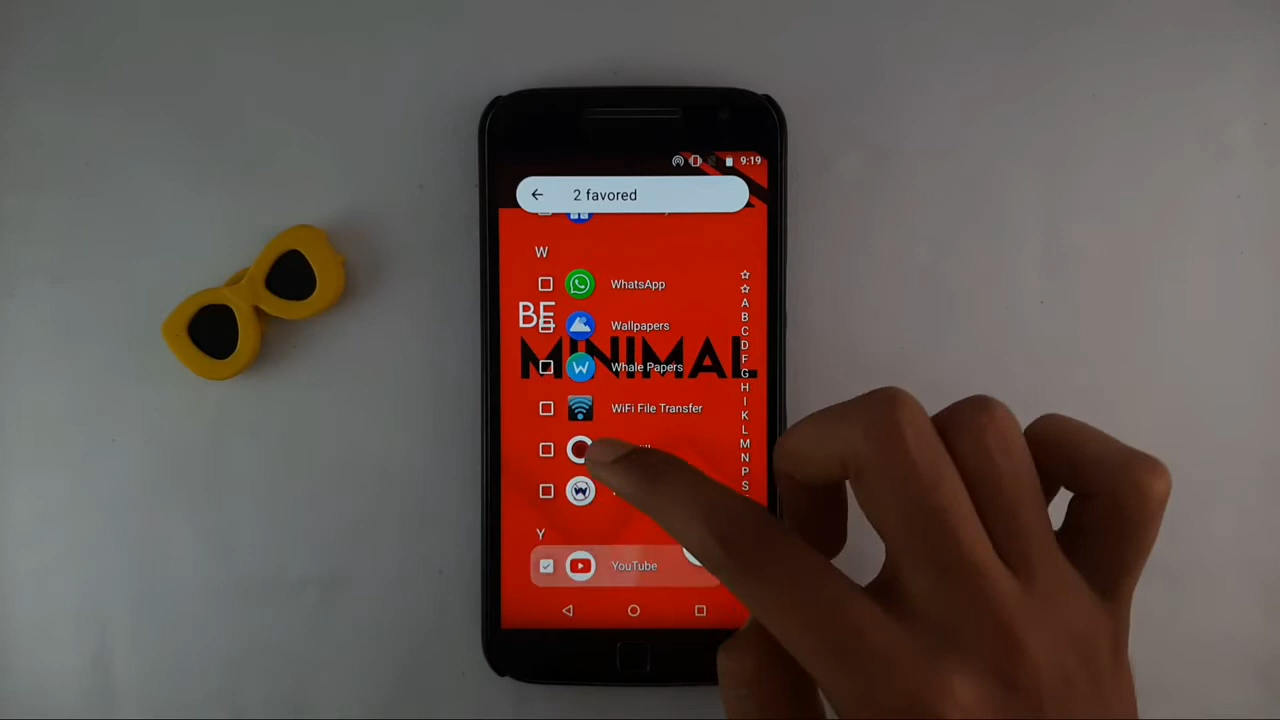 9:19
2 favored
W
WhatsApp
BE
Wallpapers
MINIMAL
Whale Papers
WiFi File Transfer
Y
YouTube
A
B
C
D
F
G
H
I
K
L
M
N
P
S